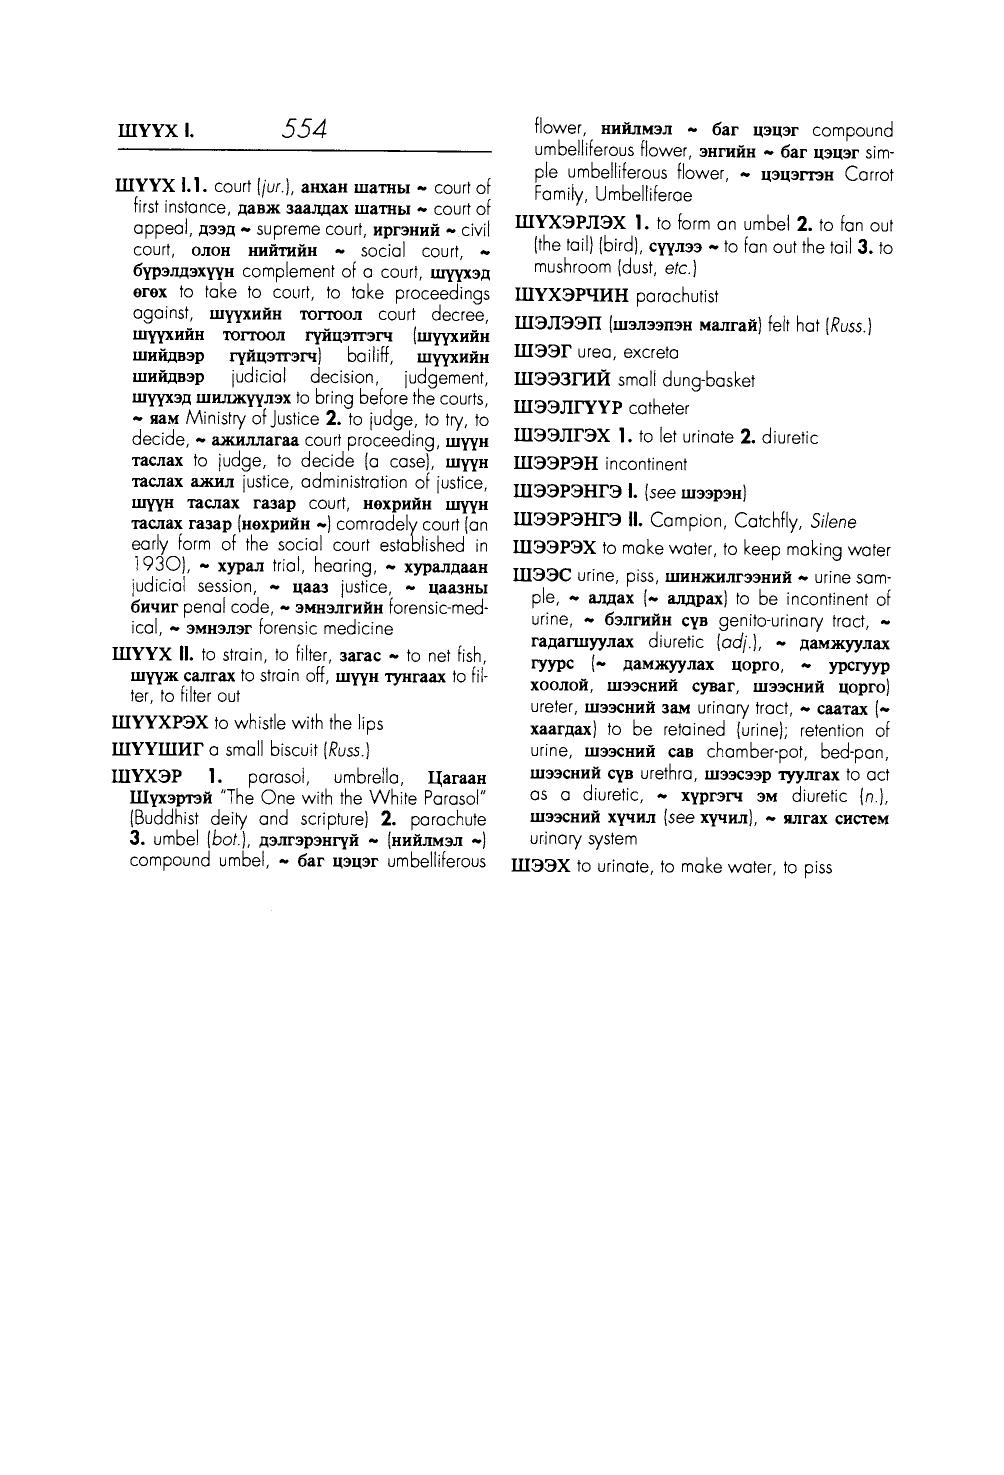 ШҮҮХ I. 554
ШҮҮХ I.1. court (jur.), анхан шатны ~ court of
first instance, давж заалдах шатны ~ court of
appeal, дээд ~ supreme court, иргэний ~ civil
court, олон нийтийн ~ social court, ~
бүрэлдэхүүн complement of a court, шүүхэд
өгөх to take to court, to take proceedings
against, шүүхийн тогтоол court decree,
шүүхийн тогтоол гүйцэтгэгч (шүүхийн
шийдвэр гүйцэтгэгч) bailiff, шүүхийн
шийдвэр judicial decision, judgement,
шүүхэд шилжүүлэх to bring before the courts,
~ яам Ministry of Justice 2. to judge, to try, to
decide, ~ ажиллагаа court proceeding, шүүн
таслах to judge, to decide (a case), шүүн
таслах ажил justice, administration of justice,
шүүн таслах газар court, нөхрийн шүүн
таслах газар (нөхрийн ~) comradely court (an
early form of the social court established in
1930), ~ хурал trial, hearing, ~ хуралдаан
judicial session, ~ цааз justice, ~ цаазны
бичиг penal code, ~ эмнэлгийн forensic-med-
ical, ~ эмнэлэг forensic medicine
ШҮҮХ II. to strain, to filter, загас ~ to net fish,
шүүж салгах to strain off, шүүн тунгаах to fil-
ter, to filter out
ШҮҮХРЭХ to whistle with the lips
ШҮҮШИГ a small biscuit (Russ.)
ШҮХЭР 1. parasol, umbrella, Цагаан
Шүхэртэй "The One with the White Parasol"
(Buddhist deity and scripture) 2. parachute
3. umbel (bot.), дэлгэрэнгүй ~ (нийлмэл ~)
compound umbel, ~ баг цэцэг umbelliferous
flower, нийлмэл ~ баг цэцэг compound
umbelliferous flower, энгийн ~ баг цэцэг sim-
ple umbelliferous flower, ~ цэцэгтэн Carrot
Family, Umbelliferae
ШҮХЭРЛЭХ 1. to form an umbel 2. to fan out
(the tail) (bird), сүүлээ ~ to fan out the tail 3. to
mushroom (dust, etc.)
ШҮХЭРЧИН parachutist
ШЭЛЭЭП (шэлээпэн малгай) felt hat (Russ.)
ШЭЭГ urea, excreta
ШЭЭЗГИЙ small dung-basket
ШЭЭЛГҮҮР catheter
ШЭЭЛГЭХ 1. to let urinate 2. diuretic
ШЭЭРЭН incontinent
ШЭЭРЭНГЭ I. (see шээрэн)
ШЭЭРЭНГЭ II. Campion, Catchfly, Silene
ШЭЭРЭХ to make water, to keep making water
ШЭЭС urine, piss, шинжилгээний ~ urine sam-
ple, ~ алдах (~ алдрах) to be incontinent of
urine, ~ бэлгийн сүв genito-urinary tract, ~
гадагшуулах diuretic (adj.), ~ дамжуулах
гуурс (~ дамжуулах цорго, ~ урсгуур
хоолой, шээсний суваг, шээсний цорго)
ureter, шээсний зам urinary tract, ~ саатах (~
хаагдах) to be retained (urine); retention of
urine, шээсний сав chamber-pot, bed-pan,
шээсний сүв urethra, шээсээр туулгах to act
as a diuretic, ~ хүргэгч эм diuretic (n.),
шээсний хүчил (see хүчил), ~ ялгах систем
urinary system
ШЭЭХ to urinate, to make water, to piss